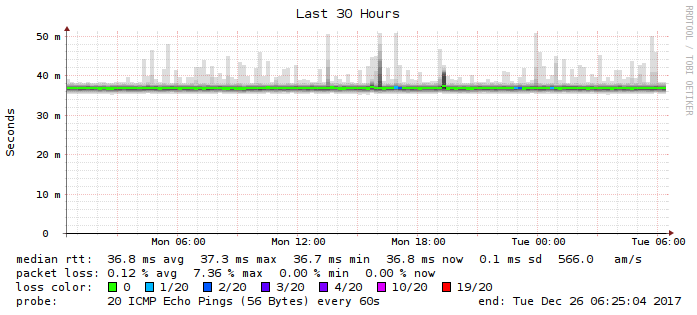 Last 30 Hours
RRDTOOL / TOBI OETIKER
Seconds
50 m
40 m
30 m
20 m
10 m
0
Mon 06:00 Mon 12:00 Mon 18:00 Tue 00:00 Tue 06:00
median rtt: 36.8 ms avg 37.3 ms max 36.7 ms min 36.8 ms now 0.1 ms sd 566.0 am/s
packet loss: 0.12 % avg 7.36 % max 0.00 % min 0.00 % now
loss color: 0 1/20 2/20 3/20 4/20 10/20 19/20
probe: 20 ICMP Echo Pings (56 Bytes) every 60s end: Tue Dec 26 06:25:04 2017